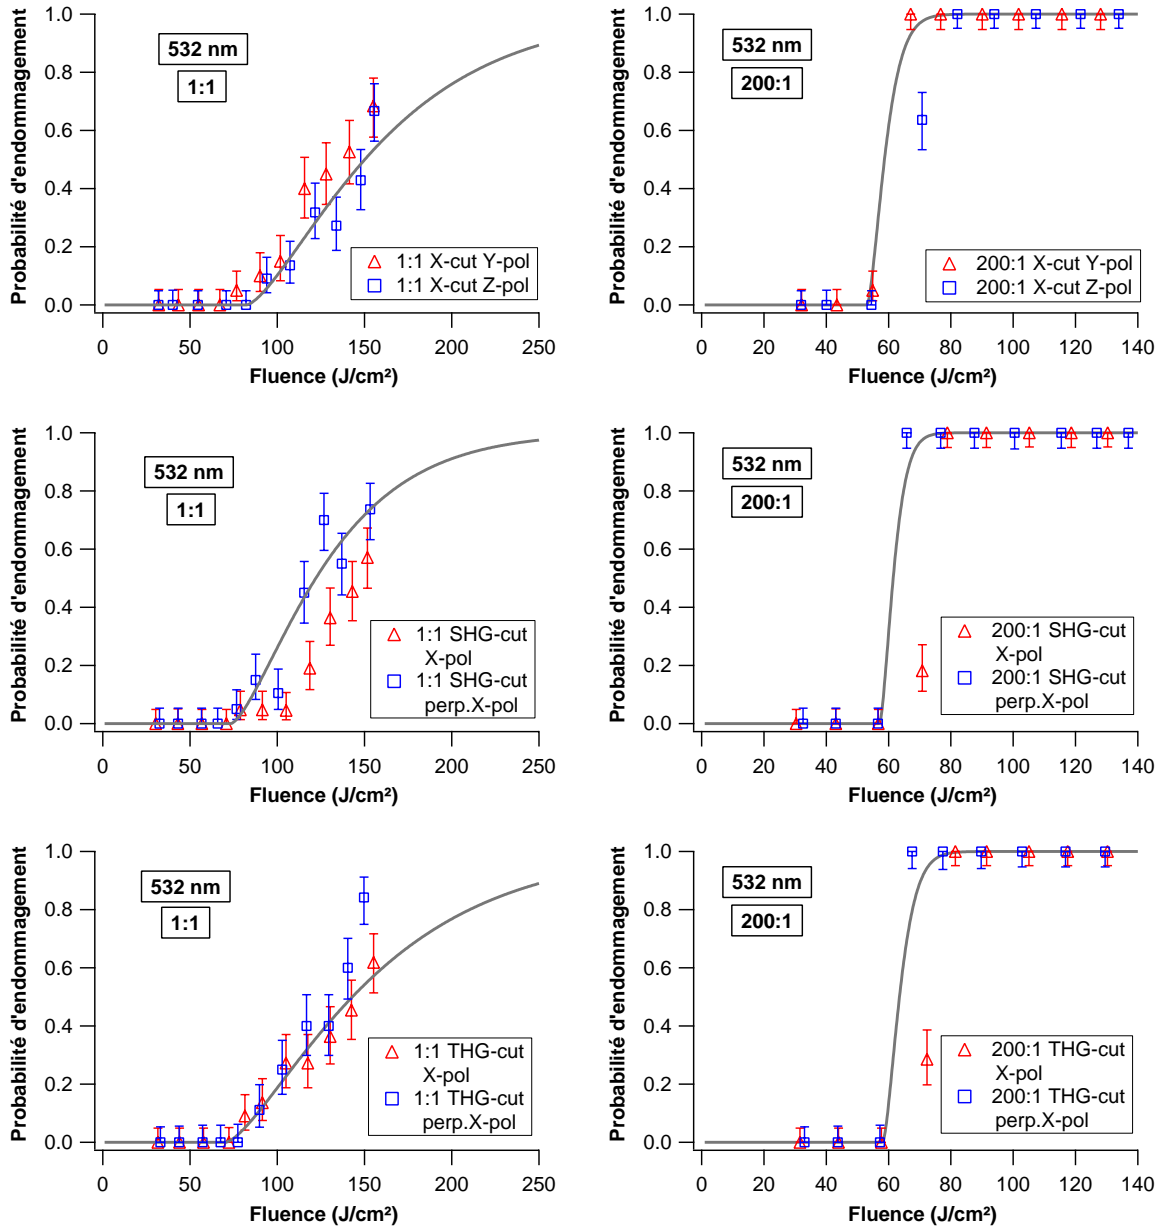 Probabilité d'endommagement
1.0
0.8
0.6
0.4
0.2
0.0
532 nm
1:1
1:1 X-cut Y-pol
1:1 X-cut Z-pol
0 50 100 150 200 250
Fluence (J/cm²)
Probabilité d'endommagement
1.0
0.8
0.6
0.4
0.2
0.0
532 nm
200:1
200:1 X-cut Y-pol
200:1 X-cut Z-pol
0 20 40 60 80 100 120 140
Fluence (J/cm²)
Probabilité d'endommagement
1.0
0.8
0.6
0.4
0.2
0.0
532 nm
1:1
1:1 SHG-cut
X-pol
1:1 SHG-cut
perp.X-pol
0 50 100 150 200 250
Fluence (J/cm²)
Probabilité d'endommagement
1.0
0.8
0.6
0.4
0.2
0.0
532 nm
200:1
200:1 SHG-cut
X-pol
200:1 SHG-cut
perp.X-pol
0 20 40 60 80 100 120 140
Fluence (J/cm²)
Probabilité d'endommagement
1.0
0.8
0.6
0.4
0.2
0.0
532 nm
1:1
1:1 THG-cut
X-pol
1:1 THG-cut
perp.X-pol
0 50 100 150 200 250
Fluence (J/cm²)
Probabilité d'endommagement
1.0
0.8
0.6
0.4
0.2
0.0
532 nm
200:1
200:1 THG-cut
X-pol
200:1 THG-cut
perp.X-pol
0 20 40 60 80 100 120 140
Fluence (J/cm²)